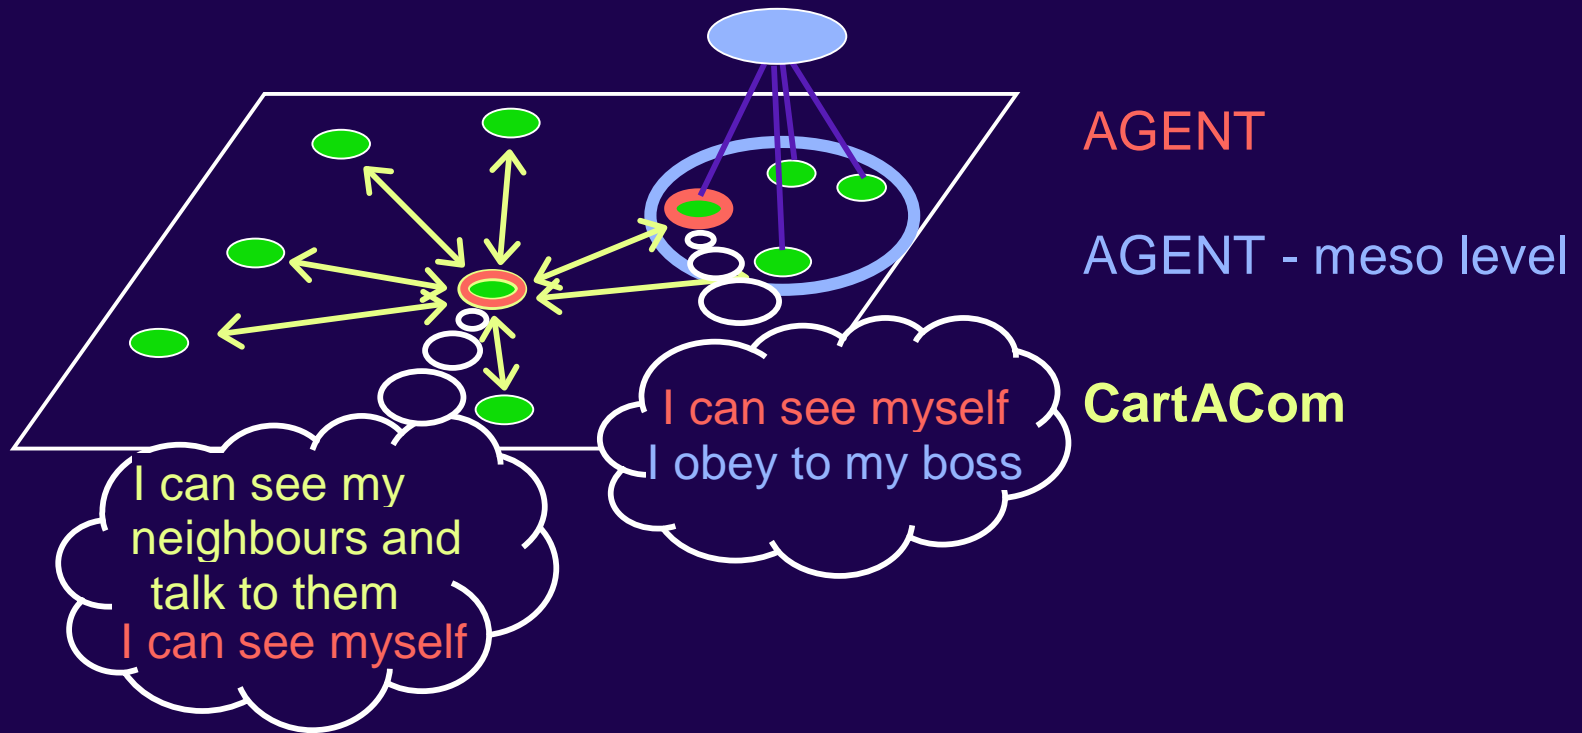 AGENT
AGENT - meso level
CartACom
I can see myself
I obey to my boss
I can see my
neighbours and
talk to them
I can see myself